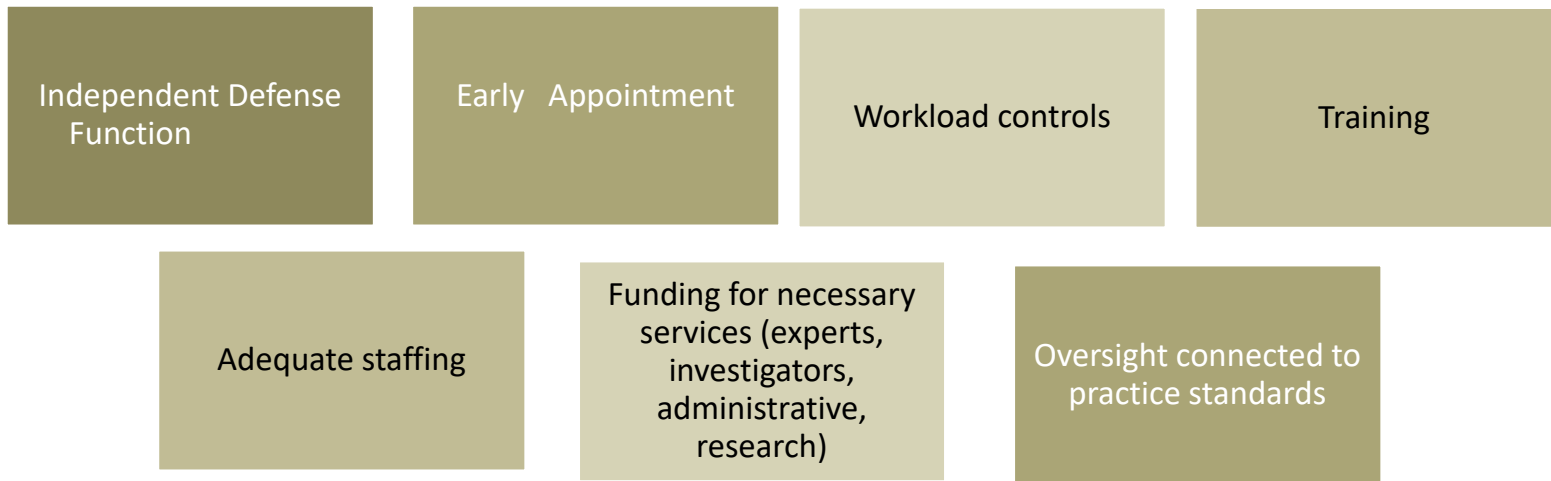 Independent Defense
Function
Early Appointment
Workload controls
Training
Adequate staffing
Funding for necessary
services (experts,
investigators,
administrative,
research)
Oversight connected to
practice standards